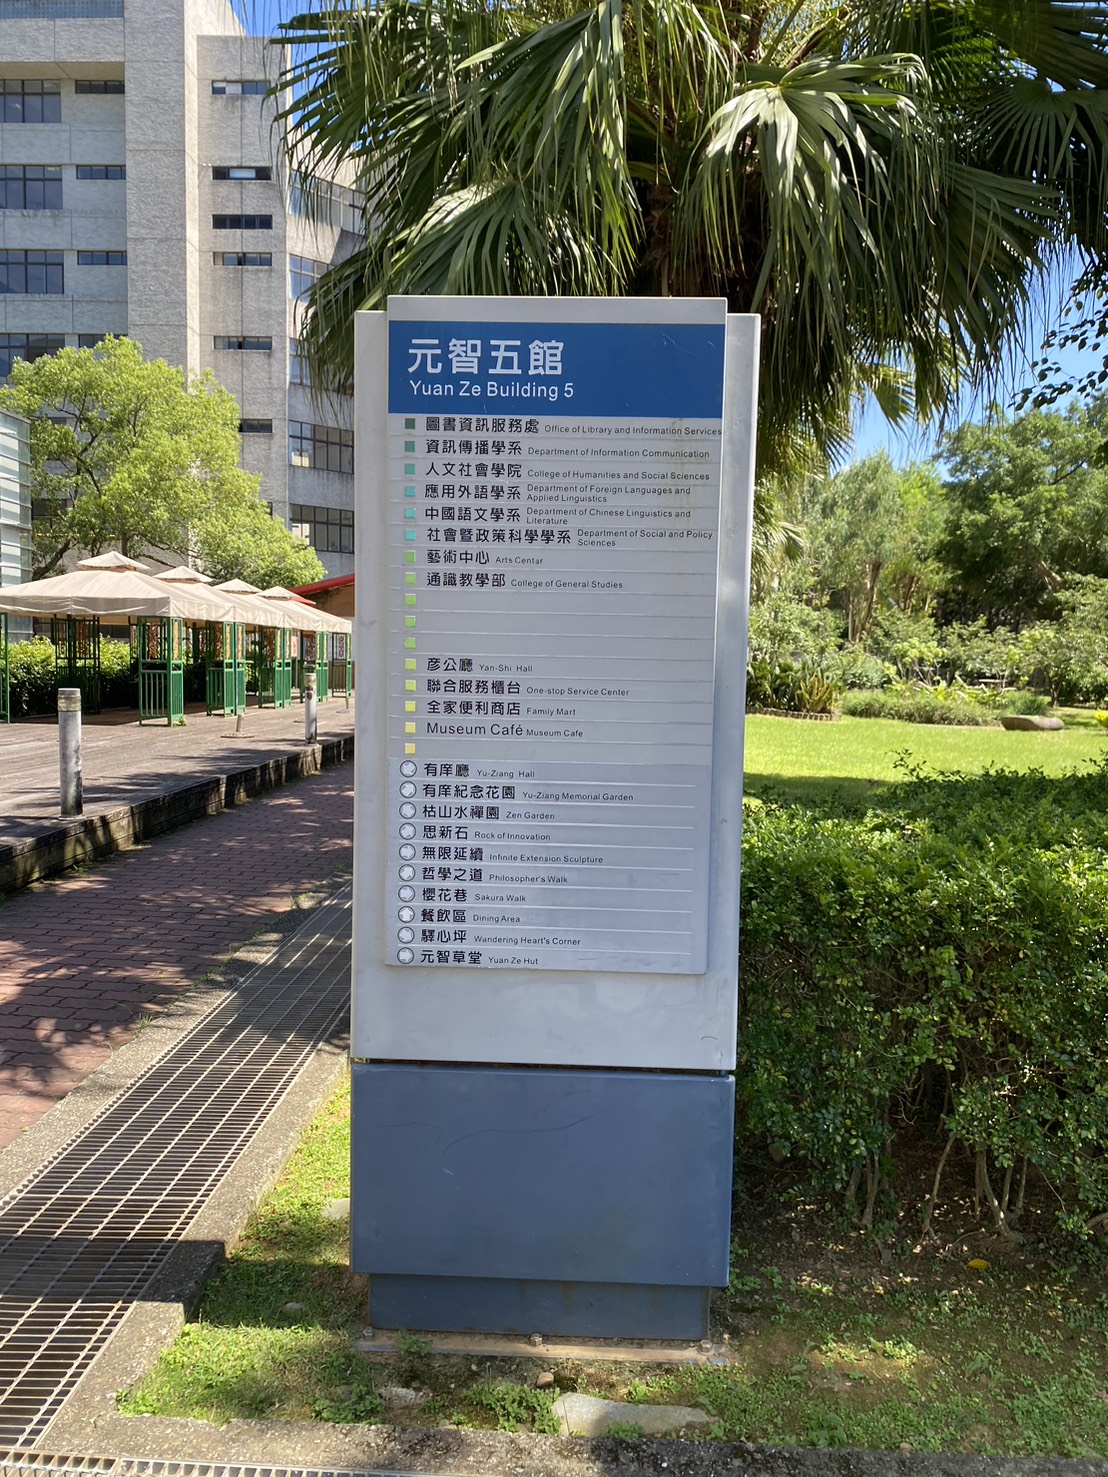 元智五館
Yuan Ze Building 5
圖書資訊服務處 Office of Library and Information Services
資訊傳播學系 Department of Information Communication
人文社會學院 College of Humanities and Social Sciences
應用外語學系 Department of Foreign Languages and
Applied Linguistics
中國語文學系 Department of Chinese Linguistics and
Literature
社會暨政策科學學系 Department of Social and Policy
Sciences
藝術中心 Arts Center
通識教學部 College of General Studies
彥公廳 Yan-Shi Hall
聯合服務櫃台 One-stop Service Center
全家便利商店 Family Mart
Museum Café Museum Cafe
有庠廳 Yu-Ziang Hall
有庠紀念花園 Yu-Ziang Memorial Garden
枯山水禪園 Zen Garden
思新石 Rock of Innovation
無限延續 Infinite Extension Sculpture
哲學之道 Philosopher's Walk
櫻花巷 Sakura Walk
餐飲區 Dining Area
驛心坪 Wandering Heart's Corner
元智草堂 Yuan Ze Hut